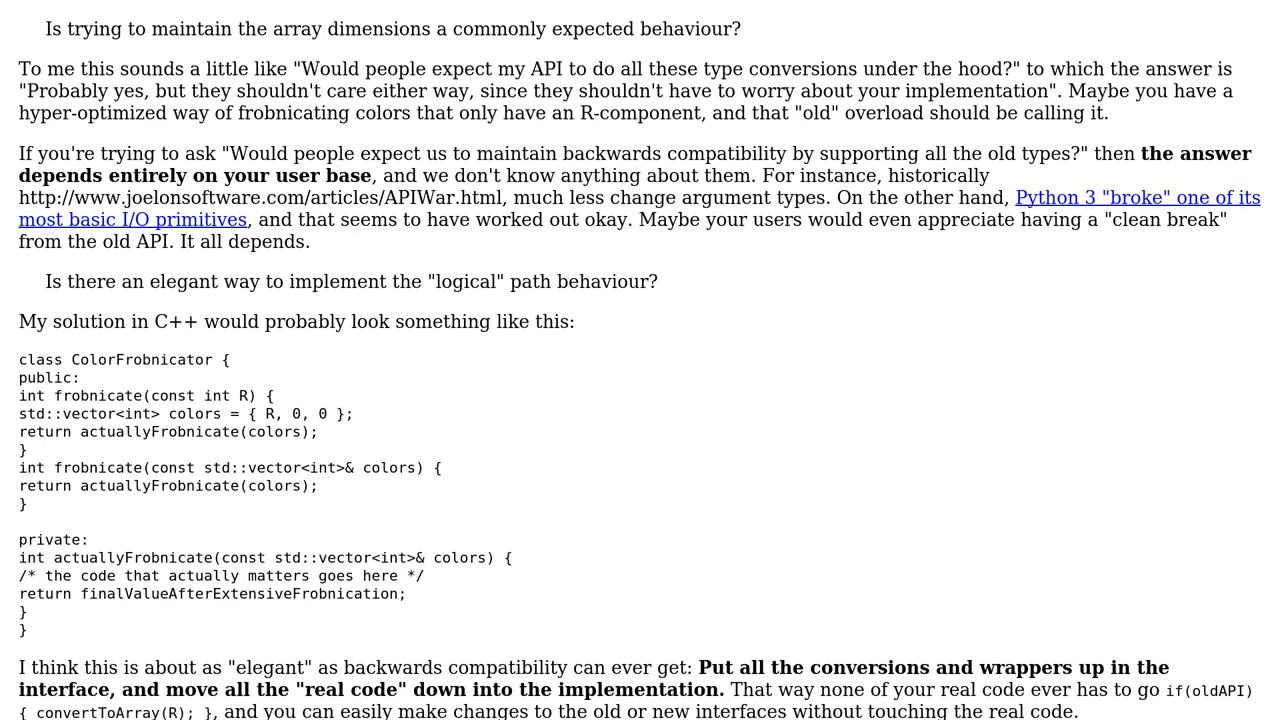 Is trying to maintain the array dimensions a commonly expected behaviour?
To me this sounds a little like "Would people expect my API to do all these type conversions under the hood?" to which the answer is
"Probably yes, but they shouldn't care either way, since they shouldn't have to worry about your implementation". Maybe you have a
hyper-optimized way of frobnicating colors that only have an R-component, and that "old" overload should be calling it.
If you're trying to ask "Would people expect us to maintain backwards compatibility by supporting all the old types?" then the answer
depends entirely on your user base, and we don't know anything about them. For instance, historically
http://www.joelonsoftware.com/articles/APIWar.html, much less change argument types. On the other hand, Python 3 "broke" one of its
most basic I/O primitives, and that seems to have worked out okay. Maybe your users would even appreciate having a "clean break"
from the old API. It all depends.
Is there an elegant way to implement the "logical" path behaviour?
My solution in C++ would probably look something like this:
class ColorFrobnicator {
public:
int frobnicate(const int R) {
std::vector<int> colors = { R, 0, 0 };
return actuallyFrobnicate(colors);
}
int frobnicate(const std::vector<int>& colors) {
return actuallyFrobnicate(colors);
}
private:
int actuallyFrobnicate(const std::vector<int>& colors) {
/* the code that actually matters goes here */
return finalValueAfterExtensiveFrobnication;
}
}
I think this is about as "elegant" as backwards compatibility can ever get: Put all the conversions and wrappers up in the
interface, and move all the "real code" down into the implementation. That way none of your real code ever has to go if(oldAPI)
{ convertToArray(R); }, and you can easily make changes to the old or new interfaces without touching the real code.